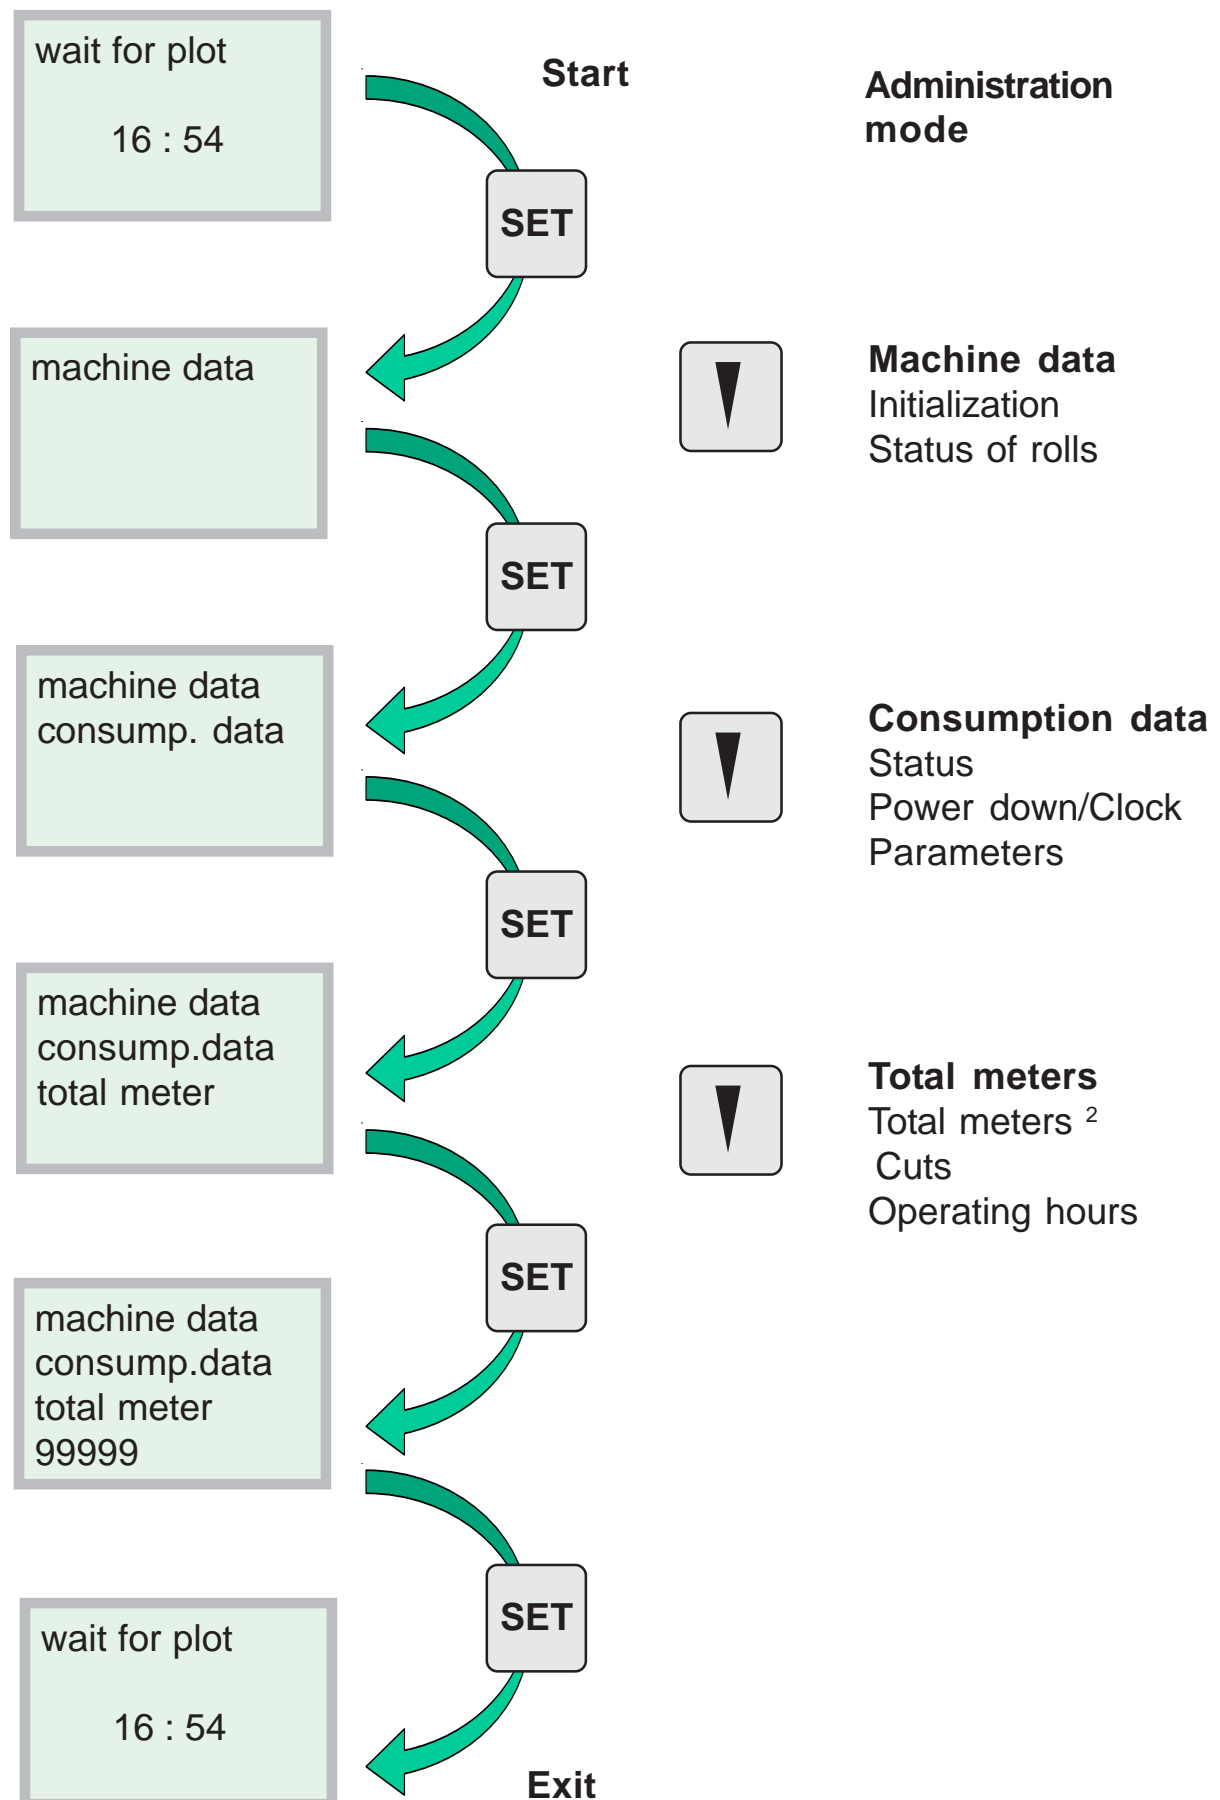 wait for plot
16 : 54
Start
Administration
mode
SET
machine data
Machine data
Initialization
Status of rolls
SET
machine data
consump. data
Consumption data
Status
Power down/Clock
Parameters
SET
machine data
consump.data
total meter
Total meters
Total meters ²
Cuts
Operating hours
SET
machine data
consump.data
total meter
99999
SET
wait for plot
16 : 54
Exit